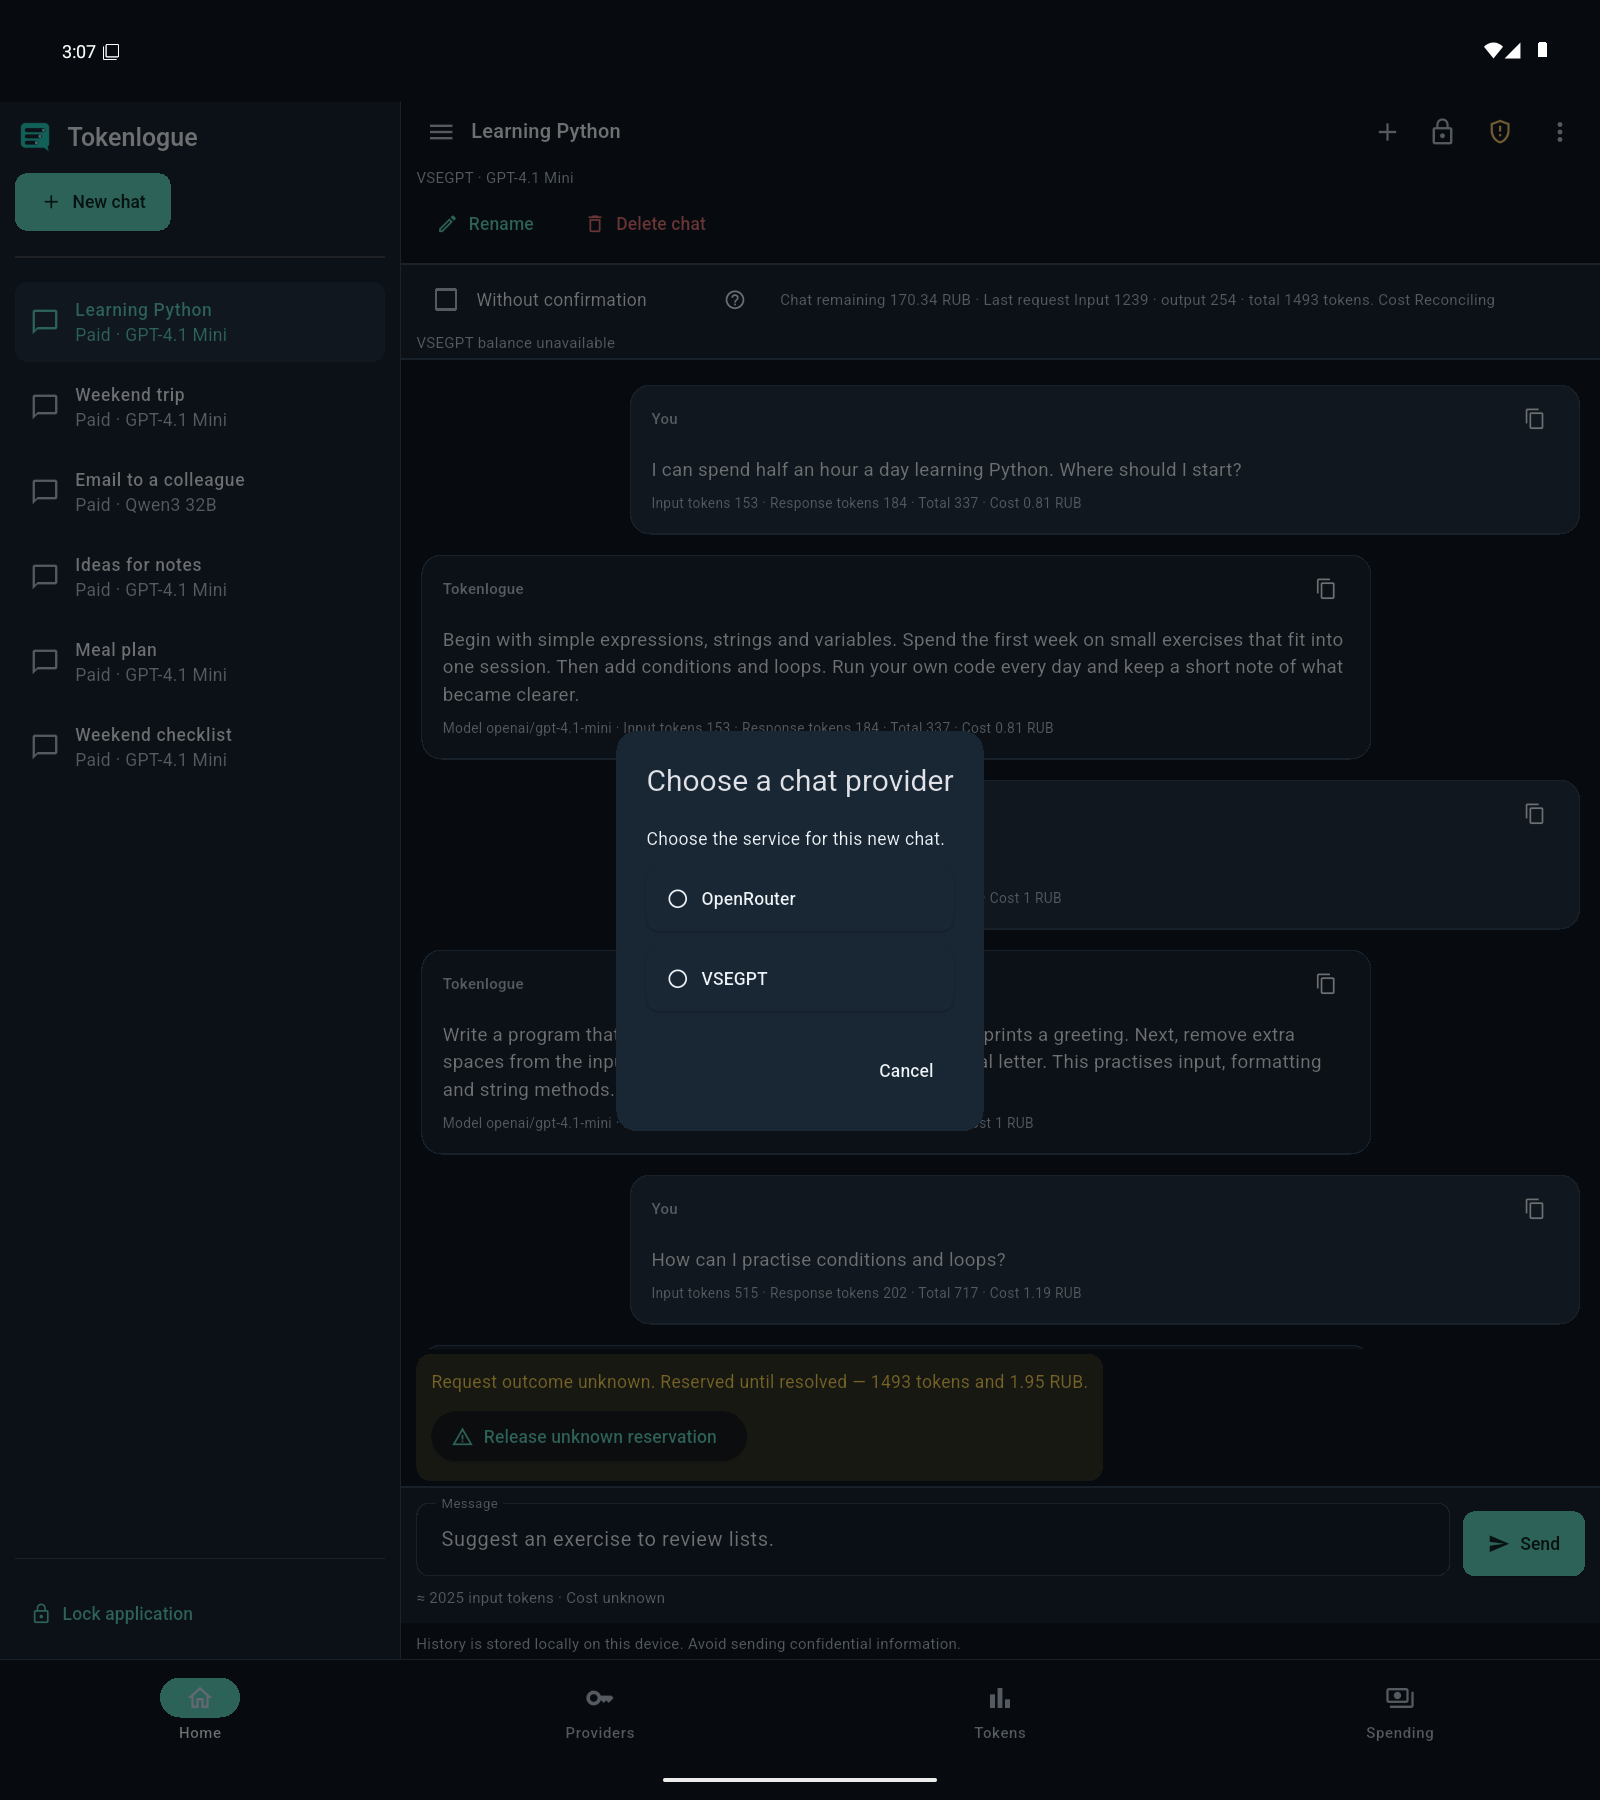 3:07
Tokenlogue
New chat
Learning Python
Paid · GPT-4.1 Mini
Weekend trip
Paid · GPT-4.1 Mini
Email to a colleague
Paid · Qwen3 32B
Ideas for notes
Paid · GPT-4.1 Mini
Meal plan
Paid · GPT-4.1 Mini
Weekend checklist
Paid · GPT-4.1 Mini
Lock application
Learning Python
VSEGPT · GPT-4.1 Mini
Rename
Delete chat
Without confirmation
Chat remaining 170.34 RUB · Last request Input 1239 · output 254 · total 1493 tokens. Cost Reconciling
VSEGPT balance unavailable
You
I can spend half an hour a day learning Python. Where should I start?
Input tokens 153 · Response tokens 184 · Total 337 · Cost 0.81 RUB
Tokenlogue
Begin with simple expressions, strings and variables. Spend the first week on small exercises that fit into
one session. Then add conditions and loops. Run your own code every day and keep a short note of what
became clearer.
Model openai/gpt-4.1-mini · Input tokens 153 · Response tokens 184 · Total 337 · Cost 0.81 RUB
Choose a chat provider
Choose the service for this new chat.
OpenRouter
VSEGPT
Cancel
· Cost 1 RUB
Tokenlogue
Write a program that prints a greeting. Next, remove extra
spaces from the letter. This practises input, formatting
and string methods.
Model openai/gpt-4.1-mini · 1 RUB
You
How can I practise conditions and loops?
Input tokens 515 · Response tokens 202 · Total 717 · Cost 1.19 RUB
Request outcome unknown. Reserved until resolved — 1493 tokens and 1.95 RUB.
Release unknown reservation
Message
Suggest an exercise to review lists.
Send
≈ 2025 input tokens · Cost unknown
History is stored locally on this device. Avoid sending confidential information.
Home
Providers
Tokens
Spending